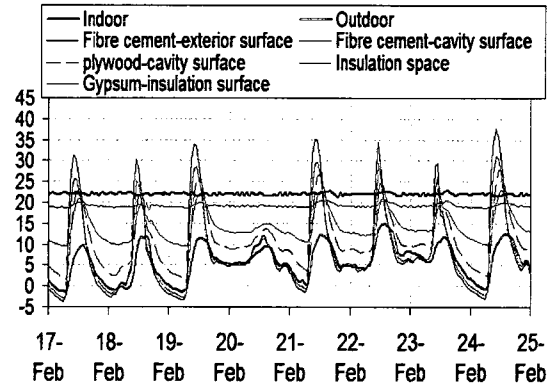 Indoor Outdoor
Fibre cement-exterior surface Fibre cement-cavity surface
plywood-cavity surface Insulation space
Gypsum-insulation surface
45
40
35
30
25
20
15
10
5
0
-5
17- 18- 19- 20- 21- 22- 23- 24- 25-
Feb Feb Feb Feb Feb Feb Feb Feb Feb